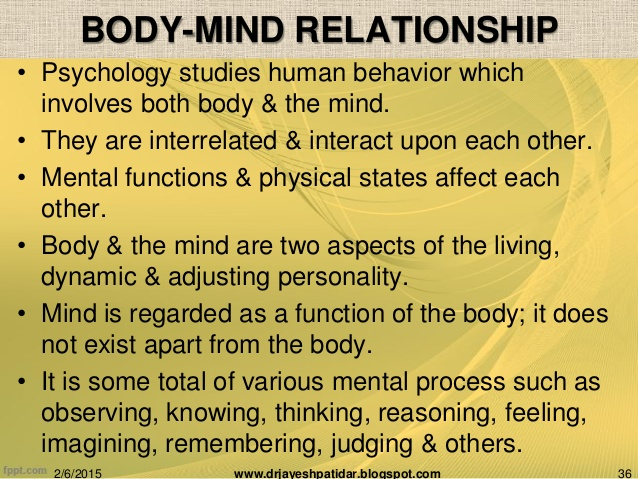 BODY-MIND RELATIONSHIP
• Psychology studies human behavior which
involves both body & the mind.
• They are interrelated & interact upon each other.
• Mental functions & physical states affect each
other.
• Body & the mind are two aspects of the living,
dynamic & adjusting personality.
• Mind is regarded as a function of the body; it does
not exist apart from the body.
• It is some total of various mental process such as
observing, knowing, thinking, reasoning, feeling,
imagining, remembering, judging & others.
fppt.com 2/6/2015 www.drjayeshpatidar.blogspot.com 36